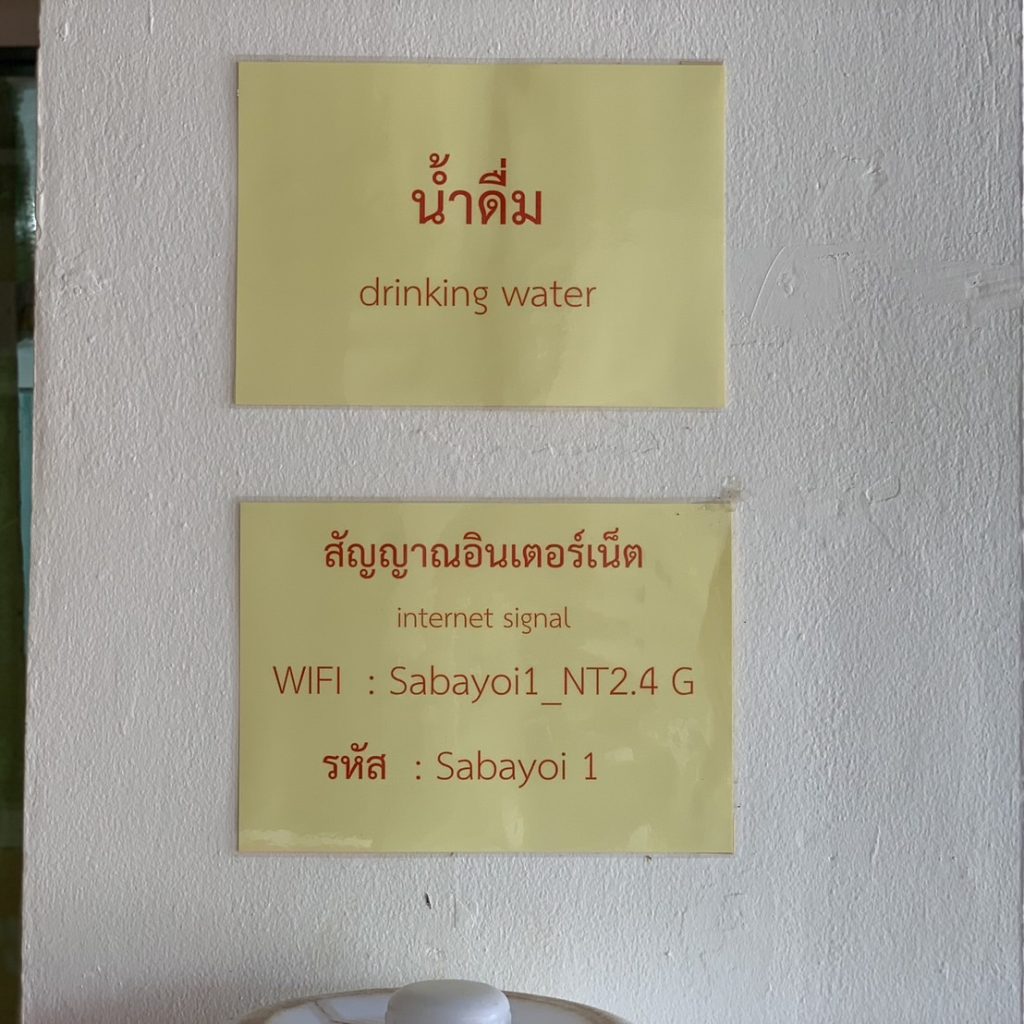 น้ำดื่ม
drinking water
สัญญาณอินเตอร์เน็ต
internet signal
WIFI : Sabayoi1_NT2.4 G
รหัส : Sabayoi 1